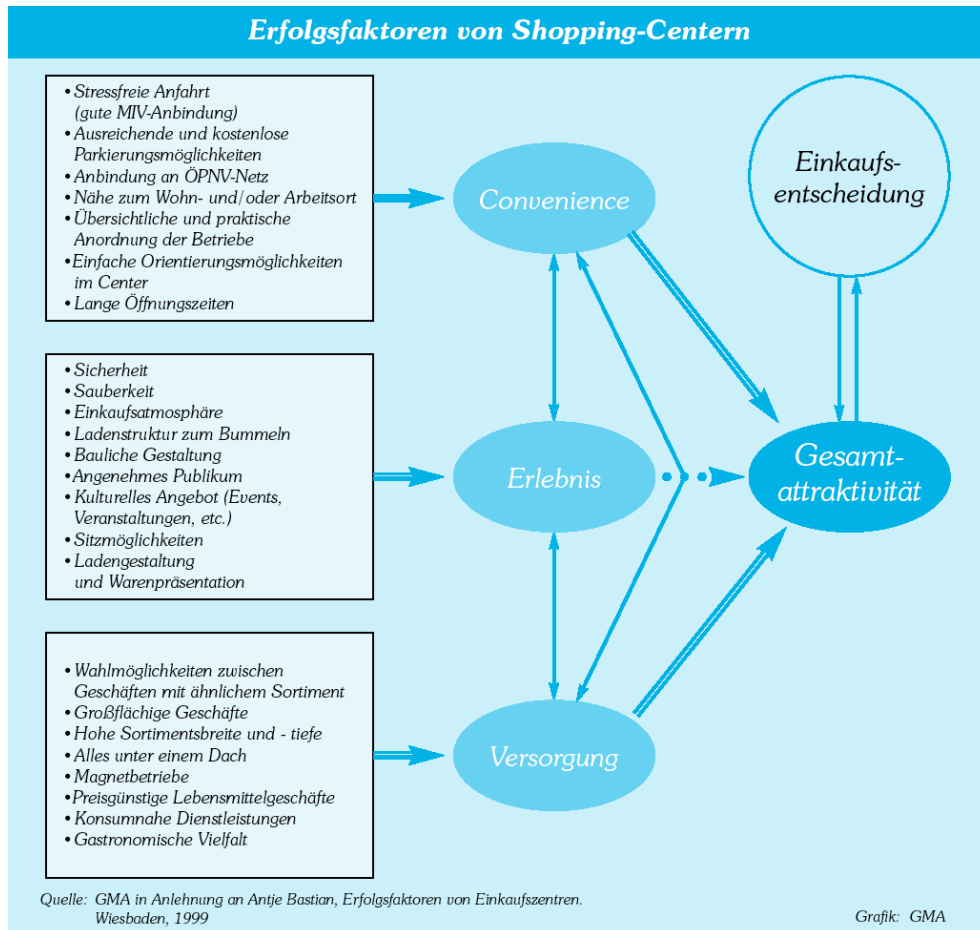 Erfolgsfaktoren von Shopping-Centern
• Stressfreie Anfahrt
(gute MIV-Anbindung)
• Ausreichende und kostenlose
Parkierungsmöglichkeiten
• Anbindung an ÖPNV-Netz
• Nähe zum Wohn- und/oder Arbeitsort
• Übersichtliche und praktische
Anordnung der Betriebe
• Einfache Orientierungsmöglichkeiten
im Center
• Lange Öffnungszeiten
Convenience
Einkaufs-
entscheidung
• Sicherheit
• Sauberkeit
• Einkaufsatmosphäre
• Ladenstruktur zum Bummeln
• Bauliche Gestaltung
• Angenehmes Publikum
• Kulturelles Angebot (Events,
Veranstaltungen, etc.)
• Sitzmöglichkeiten
• Ladengestaltung
und Warenpräsentation
Erlebnis
Gesamt-
attraktivität
• Wahlmöglichkeiten zwischen
Geschäften mit ähnlichem Sortiment
• Großflächige Geschäfte
• Hohe Sortimentsbreite und - tiefe
• Alles unter einem Dach
• Magnetbetriebe
• Preisgünstige Lebensmittelgeschäfte
• Konsumnahe Dienstleistungen
• Gastronomische Vielfalt
Versorgung
Quelle: GMA in Anlehnung an Antje Bastian, Erfolgsfaktoren von Einkaufszentren.
Wiesbaden, 1999
Grafik: GMA